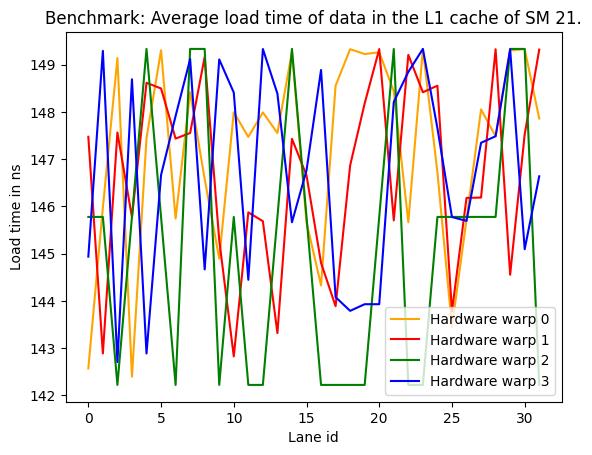 Benchmark: Average load time of data in the L1 cache of SM 21.
149
148
147
146
145
144
143
142
Load time in ns
0 5 10 15 20 25 30
Lane id
Hardware warp 0
Hardware warp 1
Hardware warp 2
Hardware warp 3